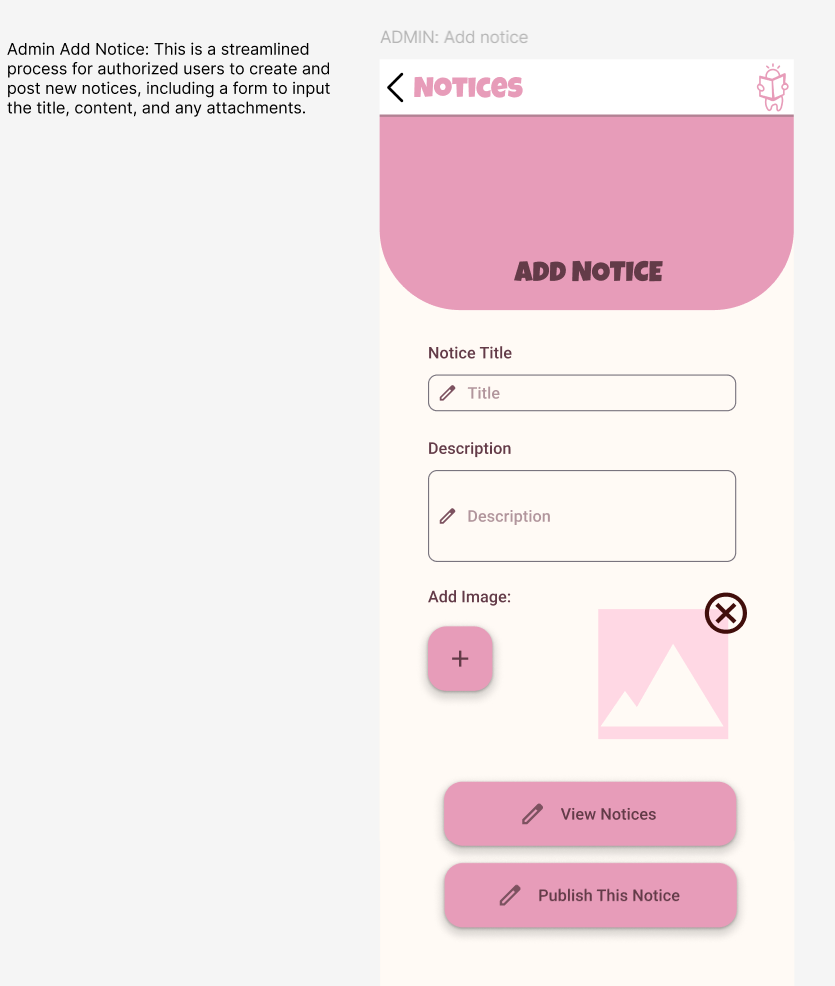 ADMIN: Add notice
Admin Add Notice: This is a streamlined
process for authorized users to create and
post new notices, including a form to input
the title, content, and any attachments.
Notices
ADD NOTICE
Notice Title
Title
Description
Description
Add Image:
+
View Notices
Publish This Notice